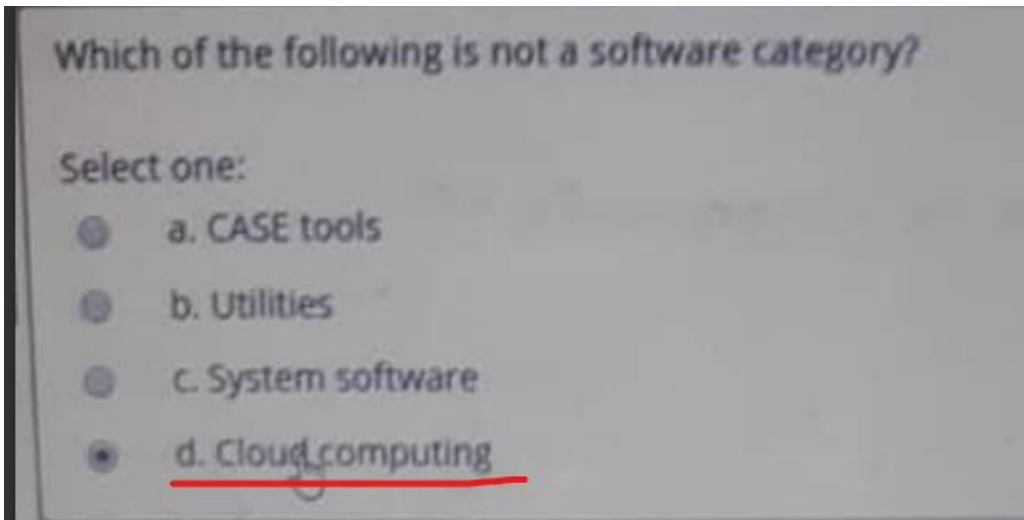 Which of the following is not a software category?
Select one:
a. CASE tools
b. Utilities
c. System software
d. Cloud computing